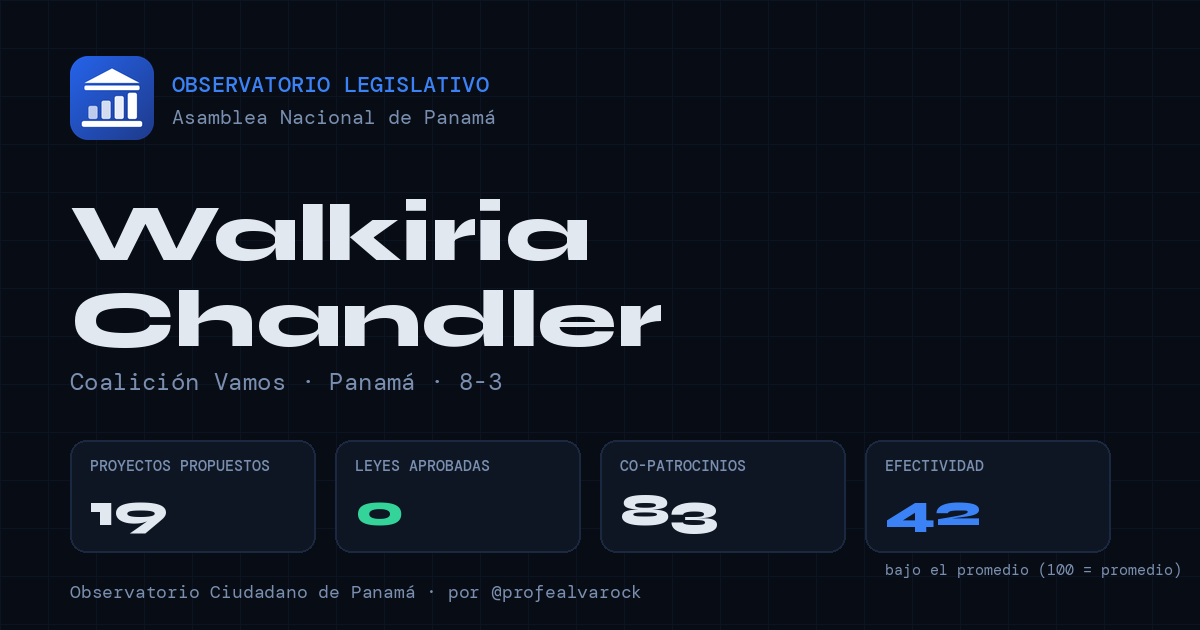 OBSERVATORIO LEGISLATIVO
Asamblea Nacional de Panamá
Walkiria
Chandler
Coalición Vamos · Panamá · 8-3
PROYECTOS PROPUESTOS
19
LEYES APROBADAS
0
CO-PATROCINIOS
83
EFECTIVIDAD
42
bajo el promedio (100 = promedio)
Observatorio Ciudadano de Panamá · por @profealvarock